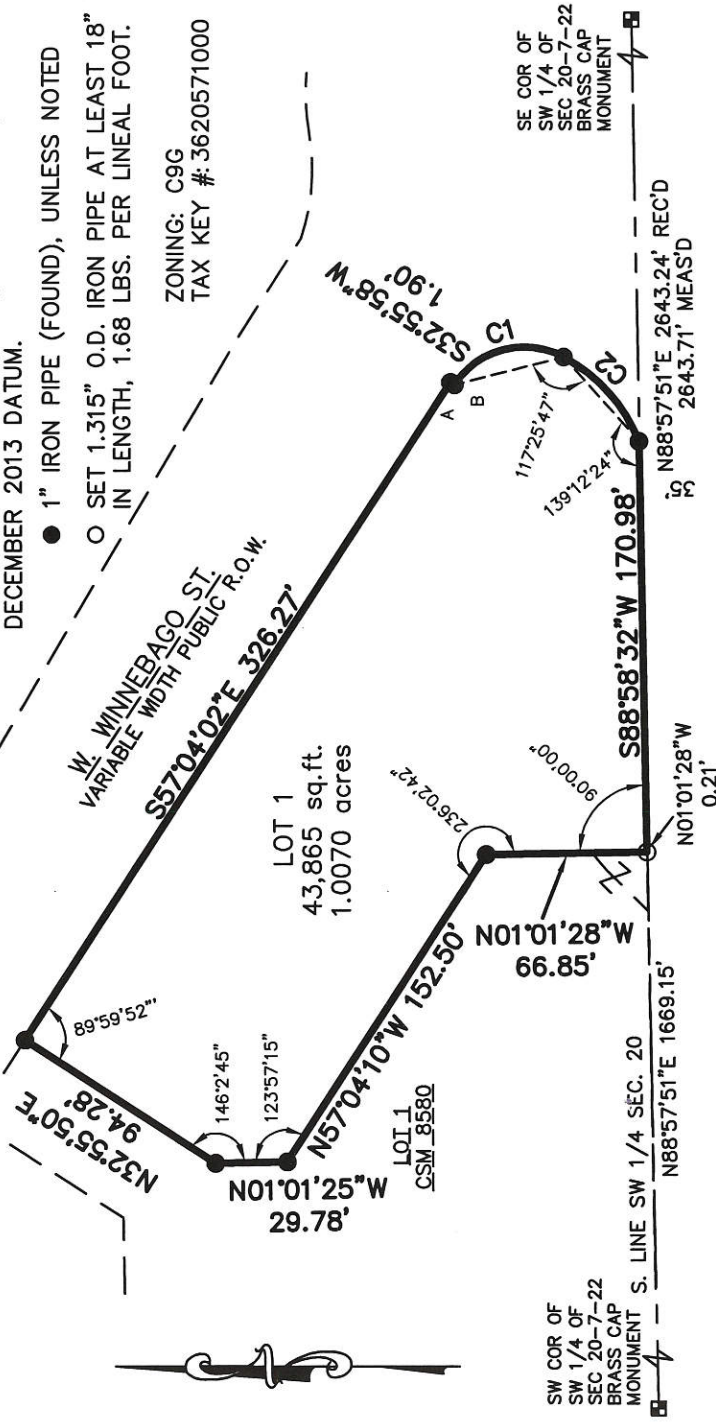 DECEMBER 2013 DATUM.
1" IRON PIPE (FOUND), UNLESS NOTED
SET 1.315" O.D. IRON PIPE AT LEAST 18"
IN LENGTH, 1.68 LBS. PER LINEAL FOOT.
ZONING: C9G
TAX KEY #: 3620571000
W. WINNEBAGO ST.
VARIABLE WIDTH PUBLIC R.O.W.
S57°04'02"E 326.27'
S32°55'58"W
1.90'
A
B
C1
C2
117°25'47"
139°12'24"
89°59'52"
N32°55'50"E
94.28'
146°2'45"
123°57'15"
N01°01'25"W
29.78'
LOT 1
43,865 sq.ft.
1.0070 acres
N57°04'10"W 152.50'
236°02'42"
90°00'00"
N01°01'28"W
66.85'
S88°58'32"W 170.98'
LOT 1
CSM 8580
N01°01'28"W
0.21'
35'
N88°57'51"E 2643.24' REC'D
2643.71' MEAS'D
SE COR OF
SW 1/4 OF
SEC 20-7-22
BRASS CAP
MONUMENT
SW COR OF
SW 1/4 OF
SEC 20-7-22
BRASS CAP
MONUMENT
S. LINE SW 1/4 SEC. 20
N88°57'51"E 1669.15'